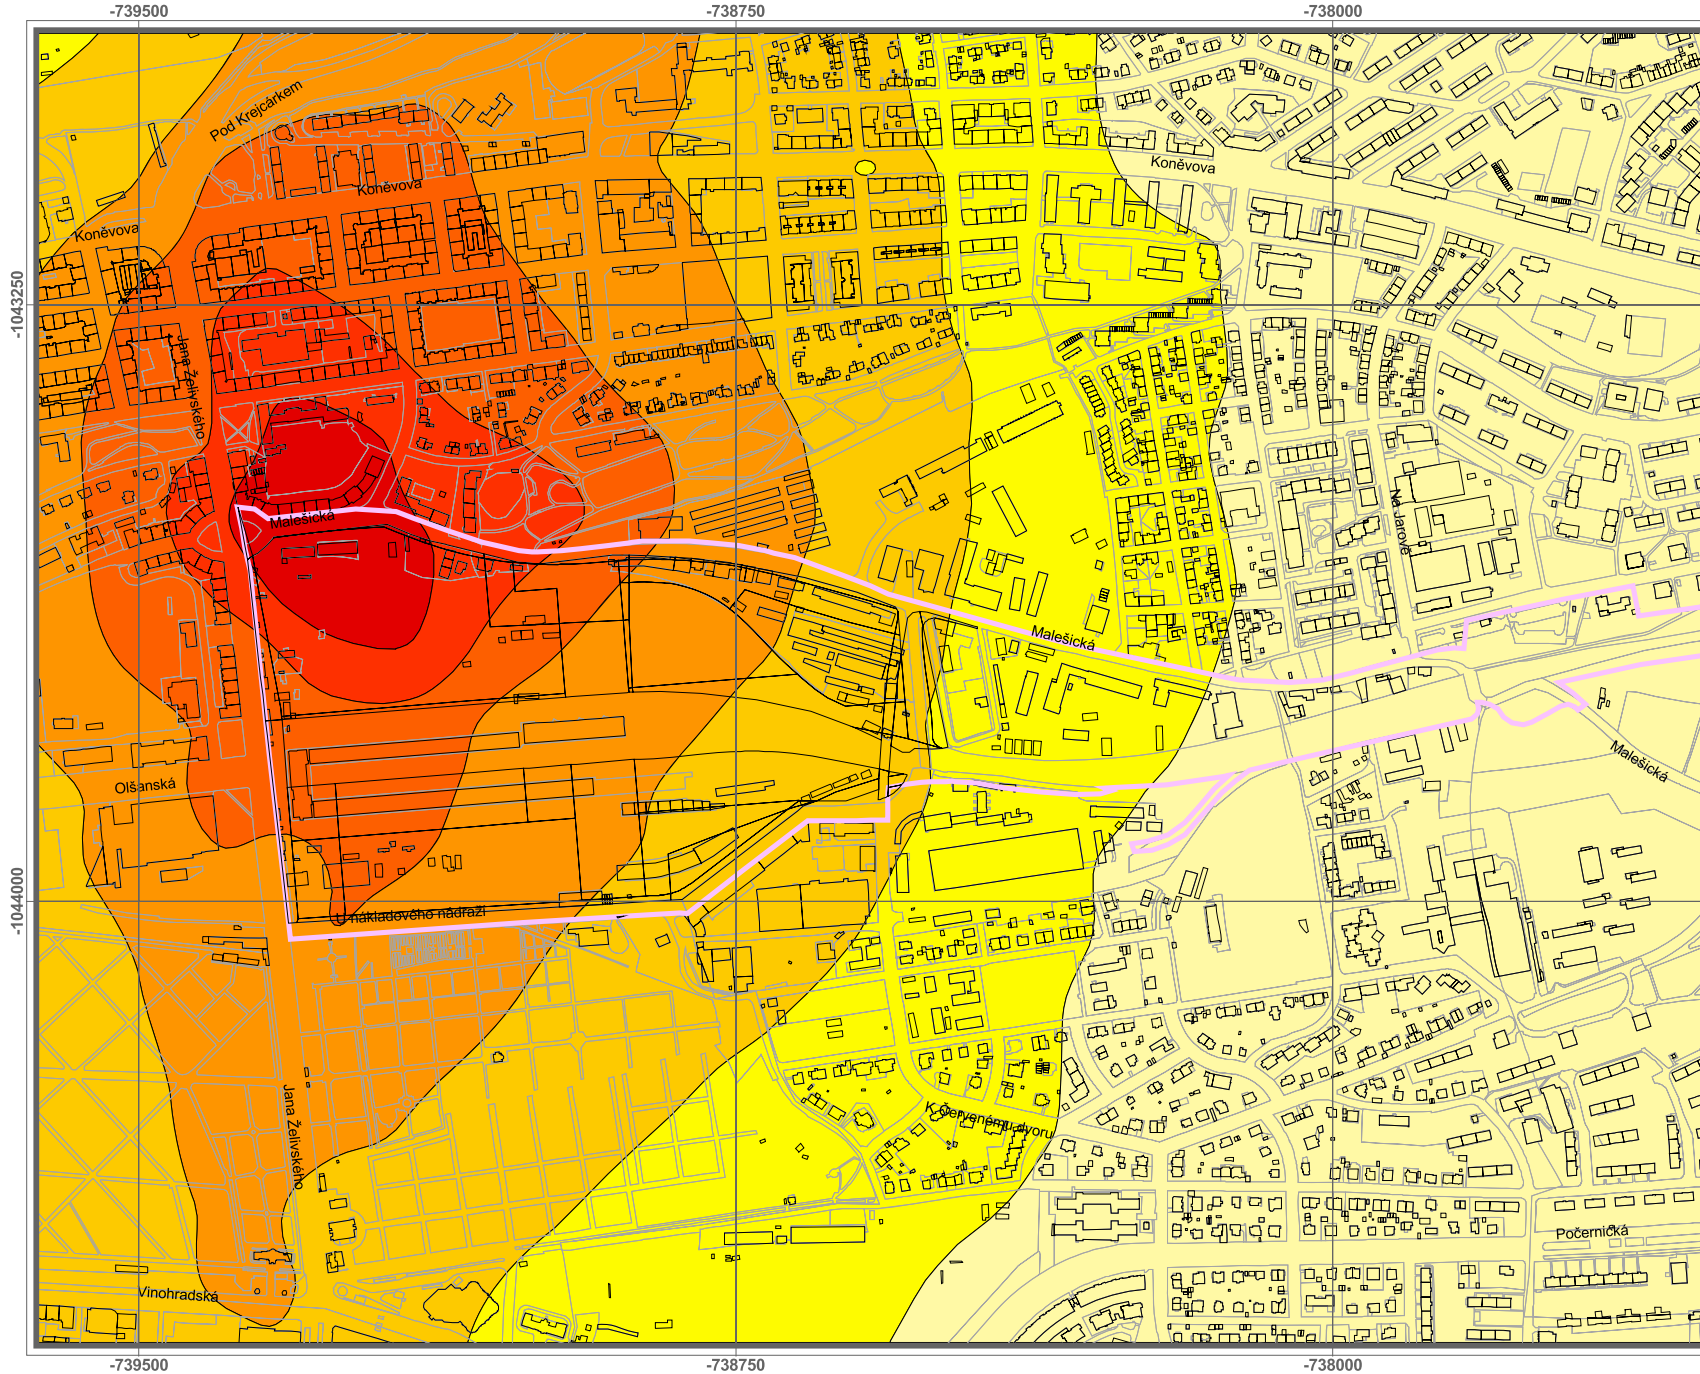 -739500
-738750
-738000
Pod Krejcárkem
Koněvova
Koněvova
Koněvova
-1043250
Jana Želivského
Malešická
Na Jarově
Malešická
Malešická
Olšanská
-1044000
U nákladového nádraží
Jana Želivského
K Červenému dvoru
Počernická
Vinohradská
-739500
-738750
-738000